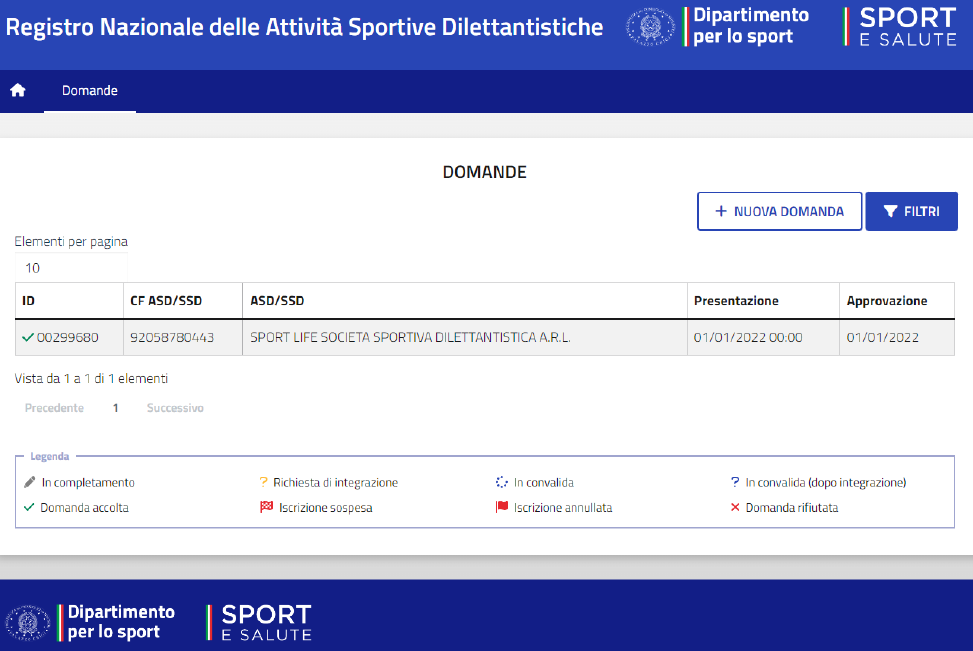 Registro Nazionale delle Attività Sportive Dilettantistiche
Dipartimento
per lo sport
SPORT
E SALUTE
Domande
DOMANDE
+ NUOVA DOMANDA
FILTRI
Elementi per pagina
10
ID CF ASD/SSD ASD/SSD Presentazione Approvazione
00299680 92058780443 SPORT LIFE SOCIETA SPORTIVA DILETTANTISTICA A.R.L. 01/01/2022 00:00 01/01/2022
Vista da 1 a 1 di 1 elementi
Precedente 1 Successivo
Legenda
In completamento ? Richiesta di integrazione In convalida ? In convalida (dopo integrazione)
Domanda accolta Iscrizione sospesa Iscrizione annullata Domanda rifiutata
Dipartimento
per lo sport
SPORT
E SALUTE